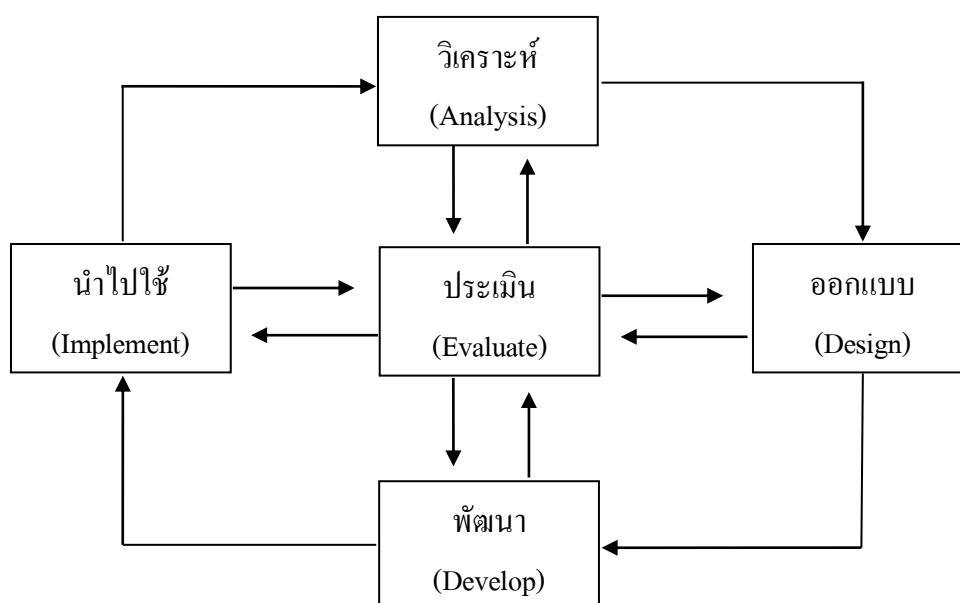 วิเคราะห์
(Analysis)
นำไปใช้
(Implement)
ประเมิน
(Evaluate)
ออกแบบ
(Design)
พัฒนา
(Develop)